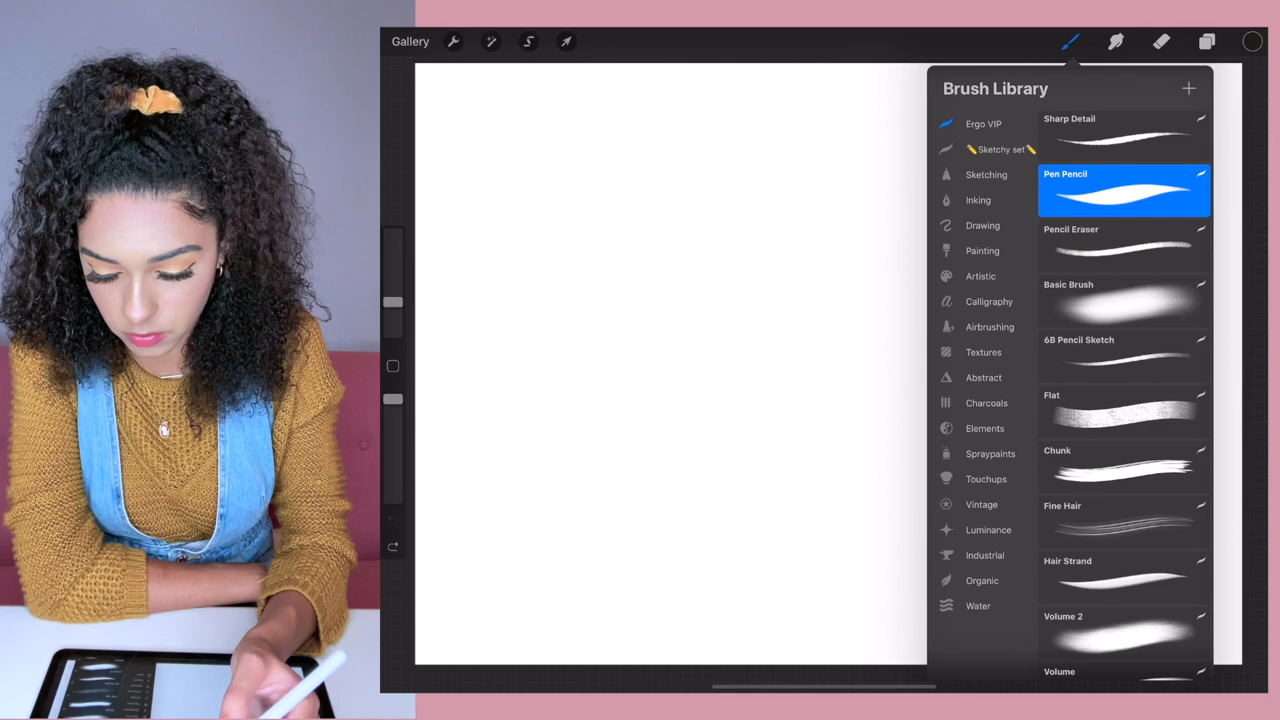 Gallery
Brush Library
Ergo VIP
✏️Sketchy set✏️
Sketching
Inking
Drawing
Painting
Artistic
Calligraphy
Airbrushing
Textures
Abstract
Charcoals
Elements
Spraypaints
Touchups
Vintage
Luminance
Industrial
Organic
Water
Sharp Detail
Pen Pencil
Pencil Eraser
Basic Brush
6B Pencil Sketch
Flat
Chunk
Fine Hair
Hair Strand
Volume 2
Volume